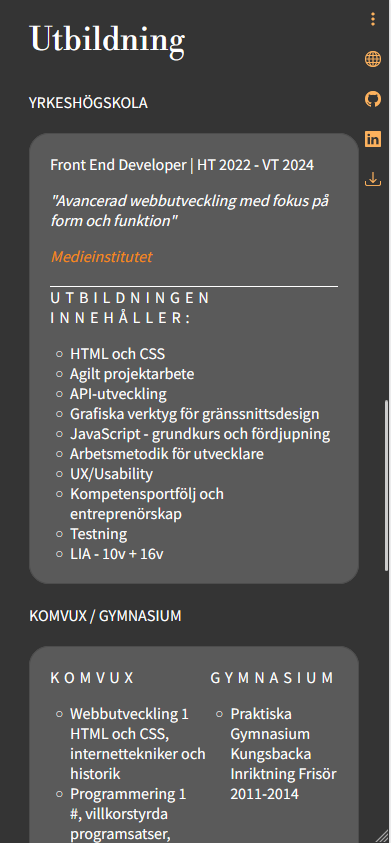 Utbildning
YRKESHÖGSKOLA
Front End Developer | HT 2022 - VT 2024
"Avancerad webbutveckling med fokus på
form och funktion"
Medieinstitutet
UTBILDNINGEN
INNEHÅLLER:
HTML och CSS
Agilt projektarbete
API-utveckling
Grafiska verktyg för gränssnittsdesign
JavaScript - grundkurs och fördjupning
Arbetsmetodik för utvecklare
UX/Usability
Kompetensportfölj och
entreprenörskap
Testning
LIA - 10v + 16v
KOMVUX / GYMNASIUM
KOMVUX
Webbutveckling 1
HTML och CSS,
internettekniker och
historik
Programmering 1
#, villkorstyrda
programsatser,
GYMNASIUM
Praktiska
Gymnasium
Kungsbacka
Inriktning Frisör
2011-2014
in